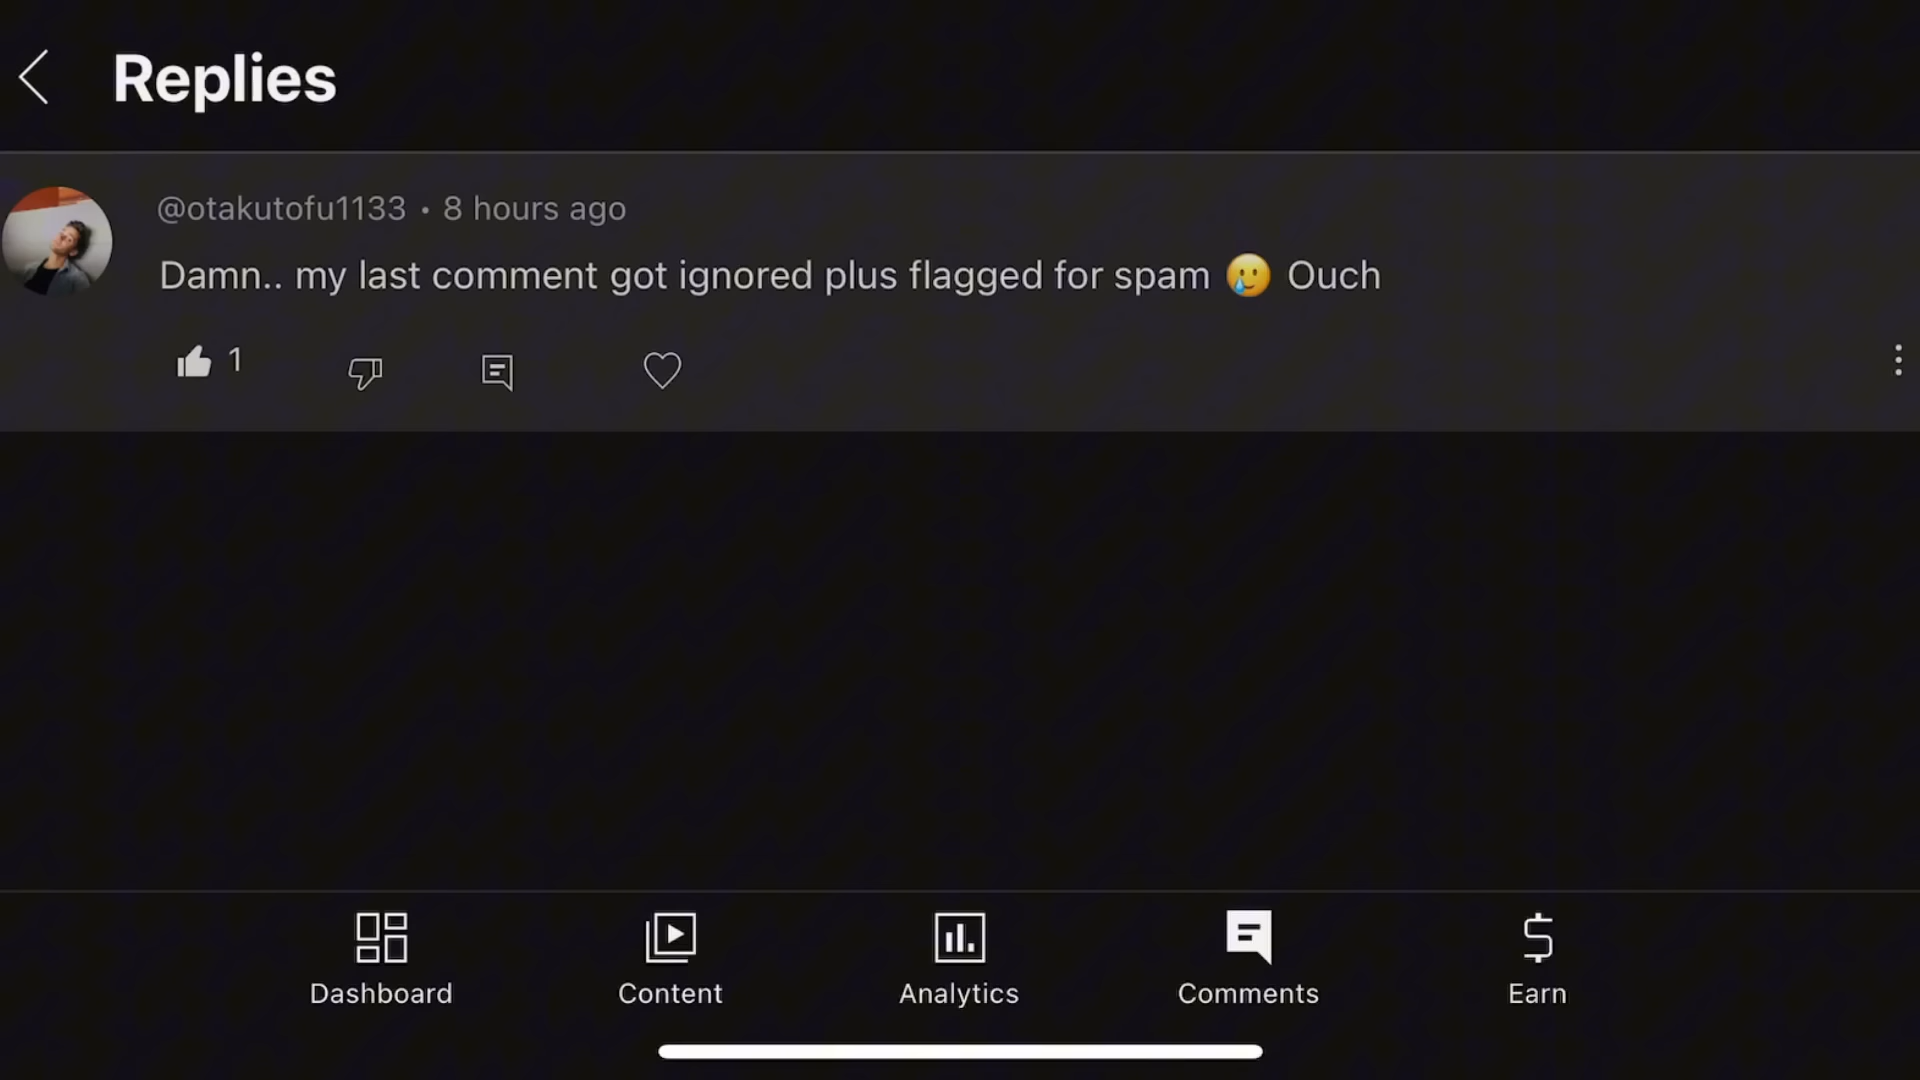 Replies
@otakutofu1133 • 8 hours ago
Damn.. my last comment got ignored plus flagged for spam 🥲 Ouch
1
Dashboard Content Analytics Comments Earn